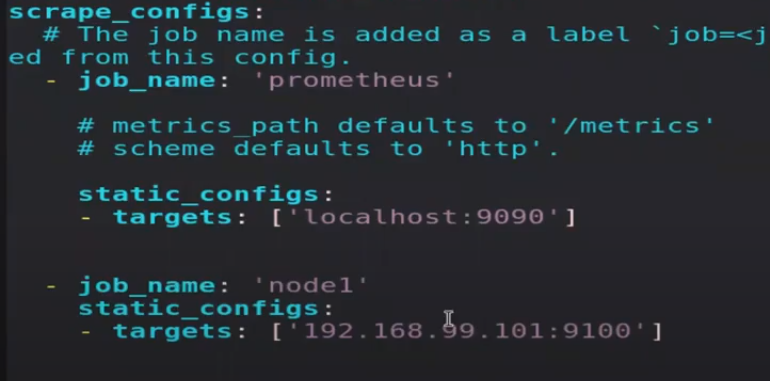 scrape_configs:
# The job name is added as a label `job=<j
ed from this config.
- job_name: 'prometheus'
# metrics_path defaults to '/metrics'
# scheme defaults to 'http'.
static_configs:
- targets: ['localhost:9090']
- job_name: 'node1'
static_configs:
- targets: ['192.168.99.101:9100']